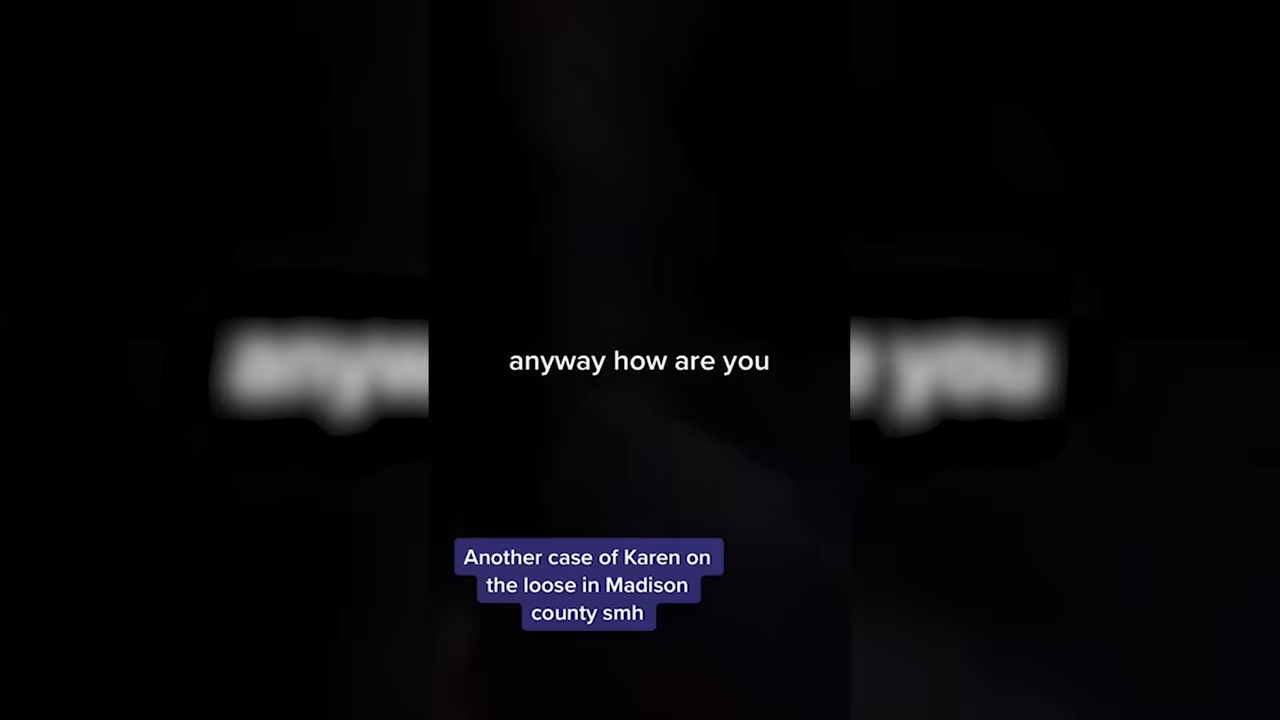 anyway how are you
Another case of Karen on
the loose in Madison
county smh